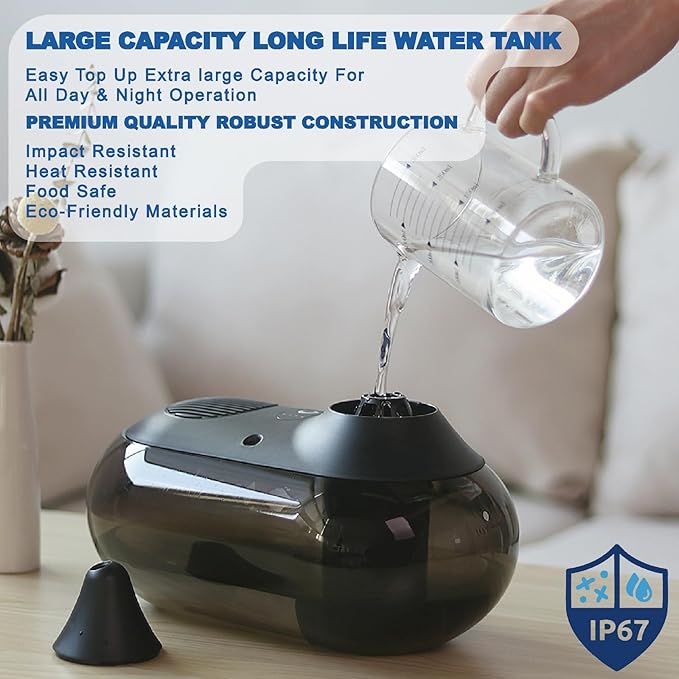 LARGE CAPACITY LONG LIFE WATER TANK
Easy Top Up Extra large Capacity For
All Day & Night Operation
PREMIUM QUALITY ROBUST CONSTRUCTION
Impact Resistant
Heat Resistant
Food Safe
Eco-Friendly Materials
IP67